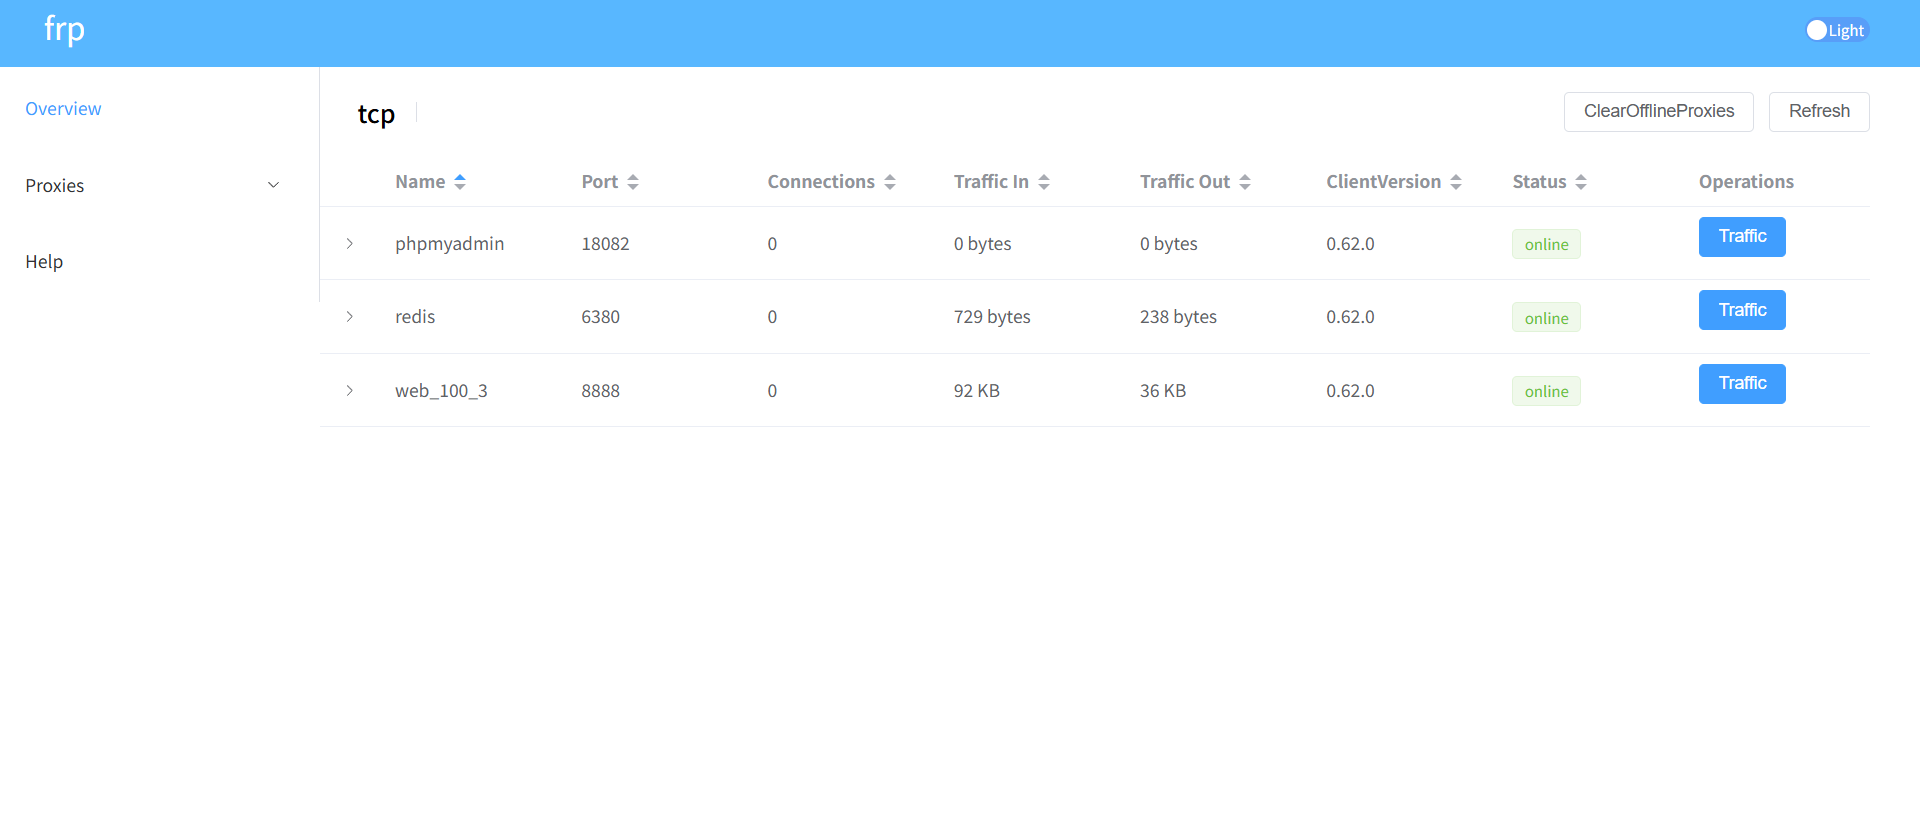 frp
Light
Overview
Proxies
Help
tcp
ClearOfflineProxies Refresh
Name Port Connections Traffic In Traffic Out ClientVersion Status Operations
phpmyadmin 18082 0 0 bytes 0 bytes 0.62.0 online Traffic
redis 6380 0 729 bytes 238 bytes 0.62.0 online Traffic
web_100_3 8888 0 92 KB 36 KB 0.62.0 online Traffic